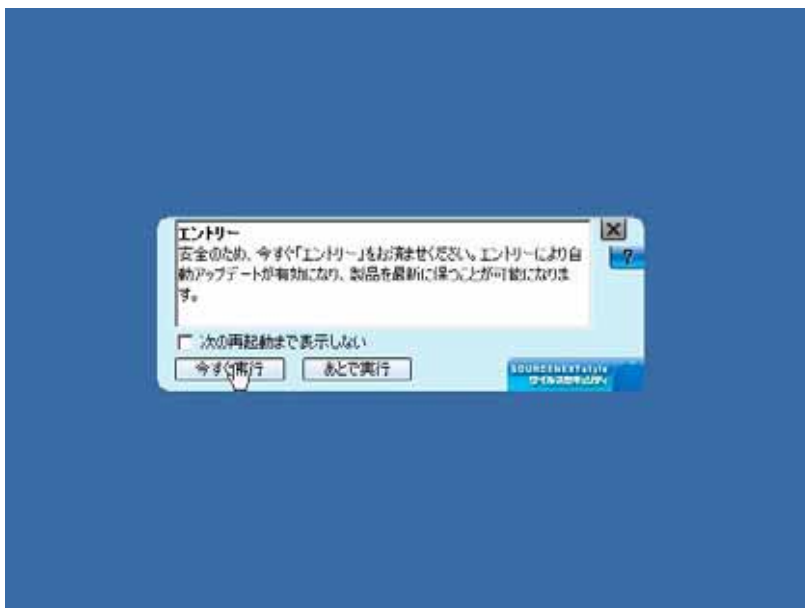 エントリー
安全のため、今すぐ「エントリー」をお済ませください。エントリーにより自
動アップデートが有効になり、製品を最新に保つことが可能になりま
す。
次の再起動まで表示しない
今すぐ実行
あとで実行
?
SOURCENEXT style
ウイルスセキュリティ